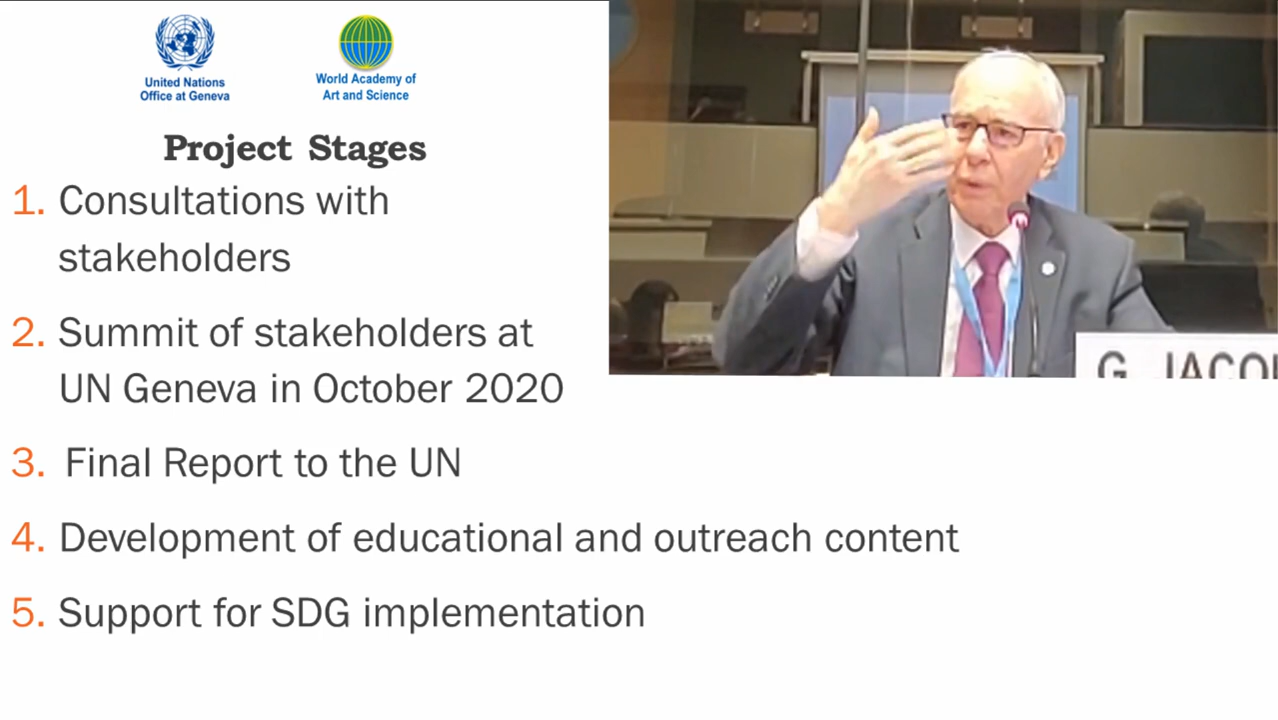 United Nations
Office at Geneva
World Academy of
Art and Science
Project Stages
1. Consultations with
stakeholders
2. Summit of stakeholders at
UN Geneva in October 2020
3. Final Report to the UN
4. Development of educational and outreach content
5. Support for SDG implementation
G. JACO